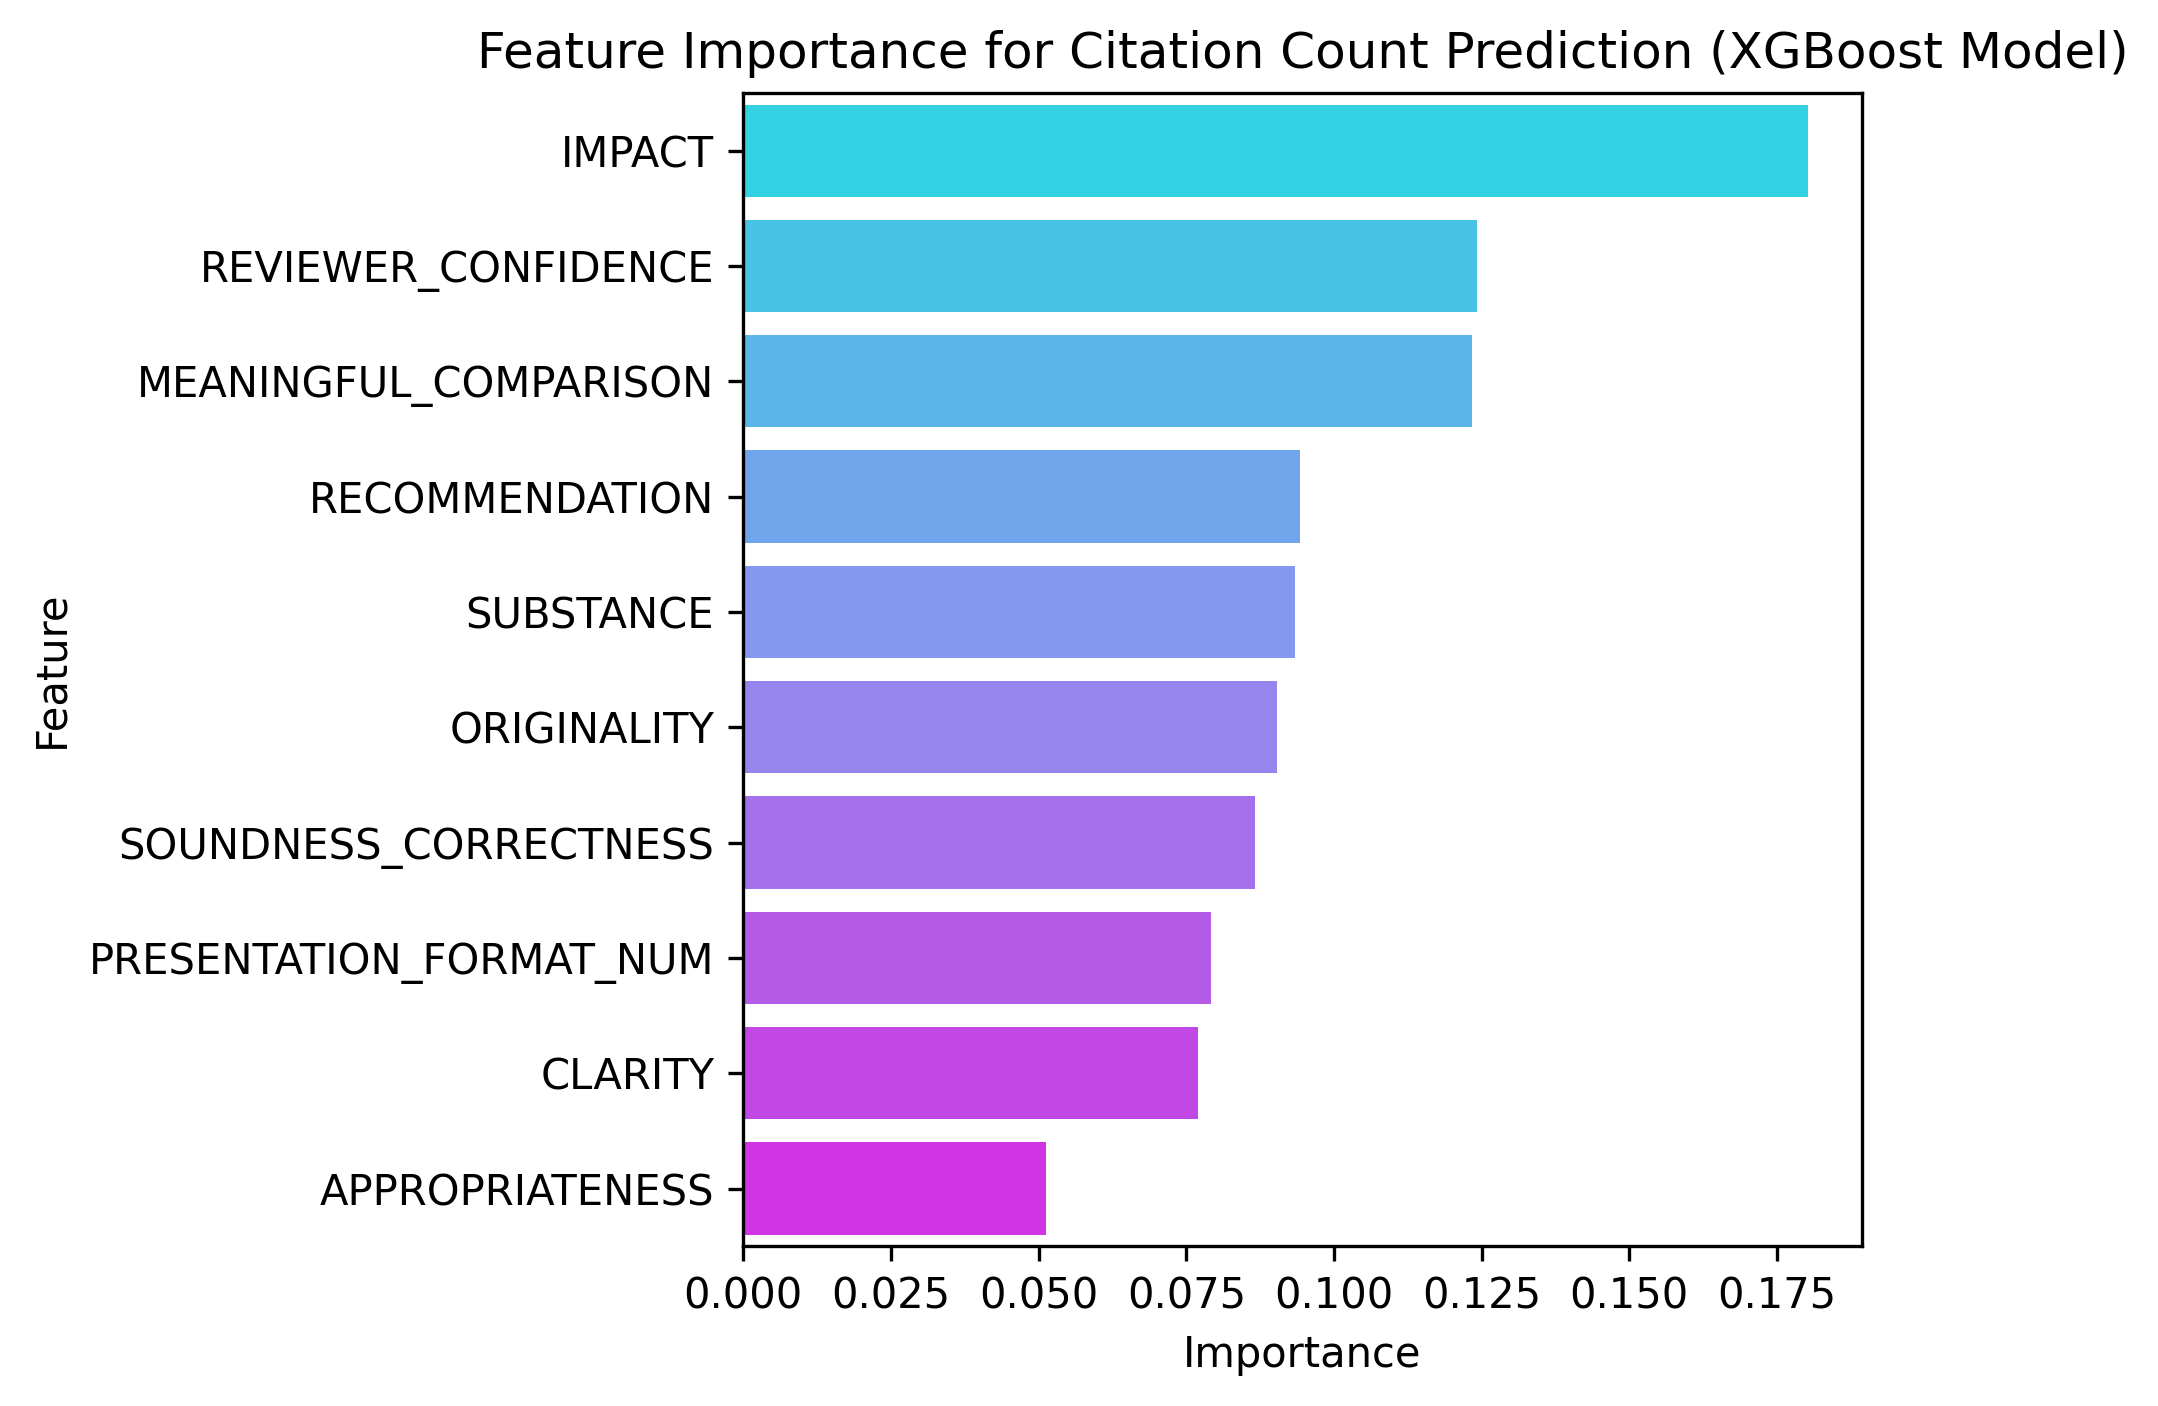 Feature Importance for Citation Count Prediction (XGBoost Model)
IMPACT
REVIEWER_CONFIDENCE
MEANINGFUL_COMPARISON
RECOMMENDATION
SUBSTANCE
ORIGINALITY
SOUNDNESS_CORRECTNESS
PRESENTATION_FORMAT_NUM
CLARITY
APPROPRIATENESS
Feature
0.000 0.025 0.050 0.075 0.100 0.125 0.150 0.175
Importance